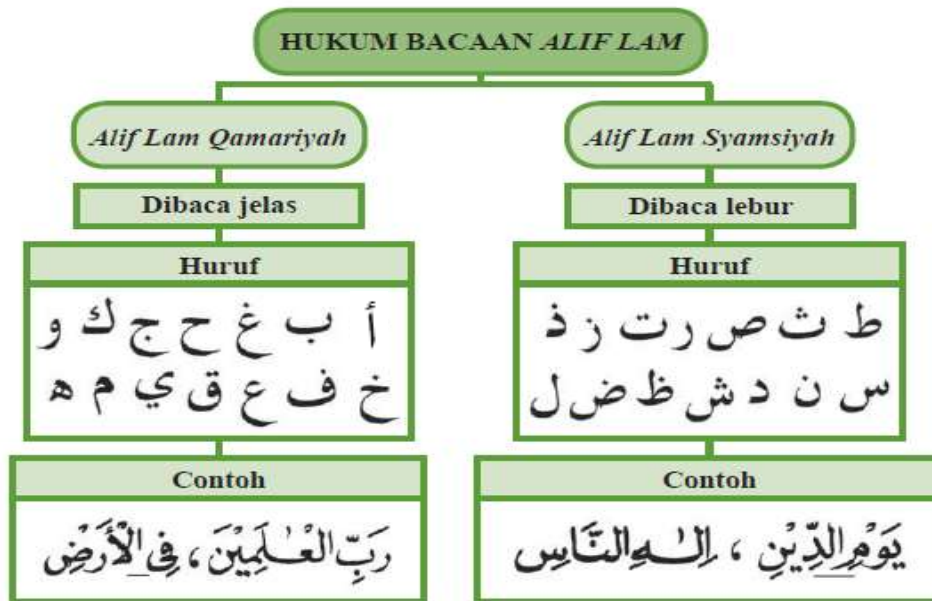 HUKUM BACAAN ALIF LAM
Alif Lam Qamariyah
Dibaca jelas
Huruf
أ ب غ ح ج ك و
خ ف ع ق ي م ه
Contoh
رَبِّ الْعٰلَمِيْنَ ، فِى الْأَرْضِ
Alif Lam Syamsiyah
Dibaca lebur
Huruf
ط ث ص ر ت ز ذ
س ن د ش ظ ض ل
Contoh
يَوْمِ الدِّيْنِ ، اِلٰهِ النَّاسِ